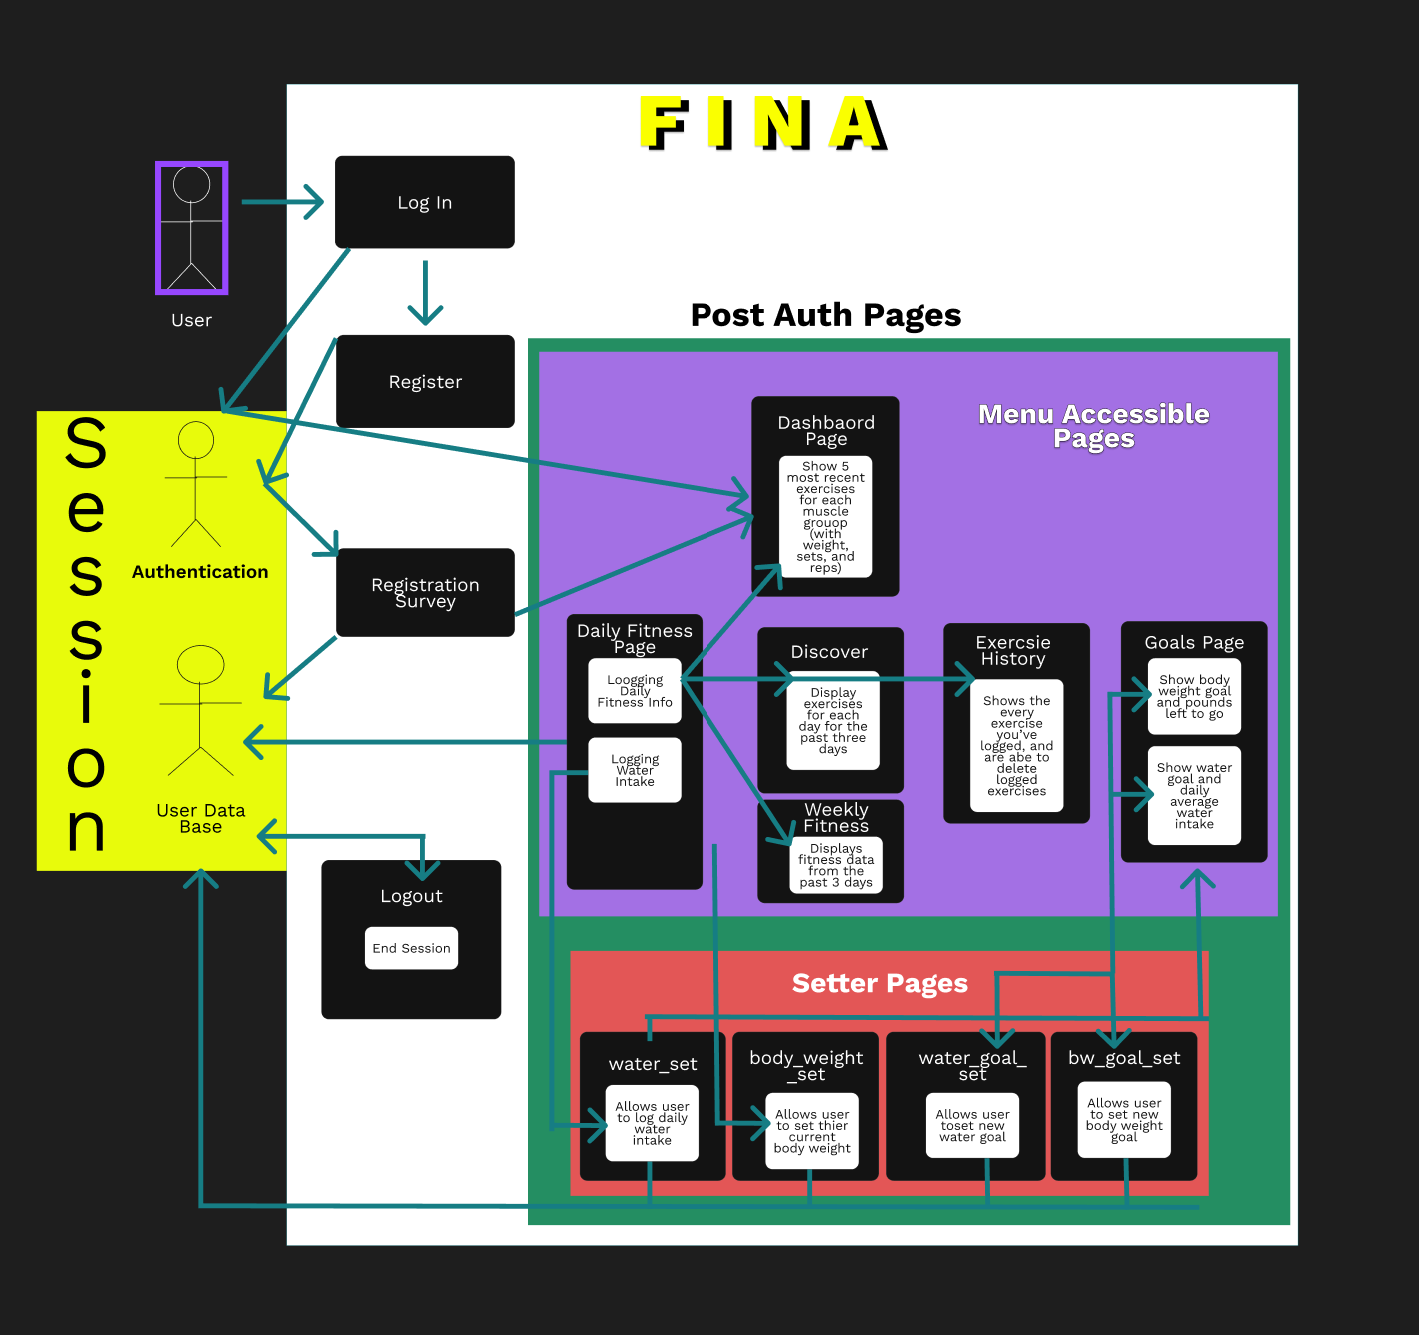 F I N A
User
Log In
Register
Session
Authentication
Registration
Survey
User Data
Base
Logout
End Session
Post Auth Pages
Menu Accessible
Pages
Dashbaord
Page
Show 5
most recent
exercises
for each
muscle
grouop
(with
weight,
sets, and
reps)
Daily Fitness
Page
Loogging
Daily
Fitness Info
Logging
Water
Intake
Discover
Display
exercises
for each
day for the
past three
days
Weekly
Fitness
Displays
fitness data
from the
past 3 days
Exercsie
History
Shows the
every
exercise
you've
logged, and
are abe to
delete
logged
exercises
Goals Page
Show body
weight goal
and pounds
left to go
Show water
goal and
daily
average
water
intake
Setter Pages
water_set
Allows user
to log daily
water
intake
body_weight
_set
Allows user
to set thier
current
body weight
water_goal_
set
Allows user
toset new
water goal
bw_goal_set
Allows user
to set new
body weight
goal